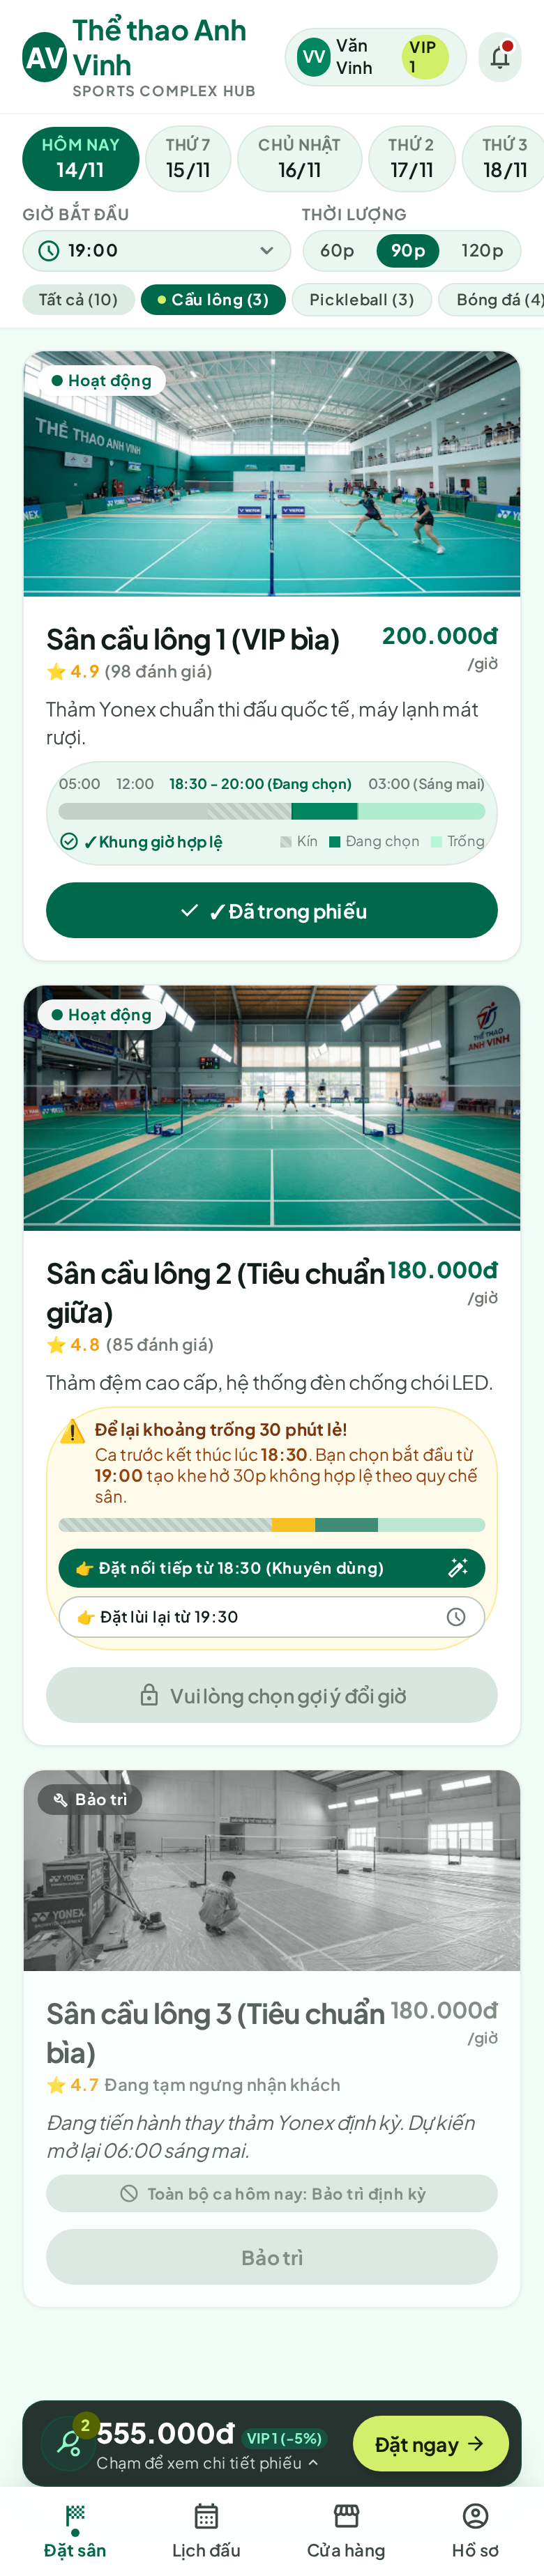 AV
Thể thao Anh
Vinh
SPORTS COMPLEX HUB
VV
Văn
Vinh
VIP
1
HÔM NAY
14/11
THỨ 7
15/11
CHỦ NHẬT
16/11
THỨ 2
17/11
THỨ 3
18/11
GIỜ BẮT ĐẦU
THỜI LƯỢNG
19:00
60p
90p
120p
Tất cả (10)
Cầu lông (3)
Pickleball (3)
Bóng đá (4)
Hoạt động
THỂ THAO ANH VINH
Sân cầu lông 1 (VIP bìa)
200.000đ
/giờ
⭐ 4.9 (98 đánh giá)
Thảm Yonex chuẩn thi đấu quốc tế, máy lạnh mát
rượi.
05:00 12:00 18:30 - 20:00 (Đang chọn) 03:00 (Sáng mai)
✓Khung giờ hợp lệ
Kín Đang chọn Trống
✓Đã trong phiếu
Hoạt động
THỂ THAO
ANH VINH
Sân cầu lông 2 (Tiêu chuẩn
giữa)
180.000đ
/giờ
⭐ 4.8 (85 đánh giá)
Thảm đệm cao cấp, hệ thống đèn chống chói LED.
⚠️ Để lại khoảng trống 30 phút lẻ!
Ca trước kết thúc lúc 18:30. Bạn chọn bắt đầu từ
19:00 tạo khe hở 30p không hợp lệ theo quy chế
sân.
👉 Đặt nối tiếp từ 18:30 (Khuyên dùng)
👉 Đặt lùi lại từ 19:30
Vui lòng chọn gợi ý đổi giờ
Bảo trì
YONEX
YONEX
Sân cầu lông 3 (Tiêu chuẩn
bìa)
180.000đ
/giờ
⭐ 4.7 Đang tạm ngưng nhận khách
Đang tiến hành thay thảm Yonex định kỳ. Dự kiến
mở lại 06:00 sáng mai.
Toàn bộ ca hôm nay: Bảo trì định kỳ
Bảo trì
2
555.000đ
VIP 1 (-5%)
Chạm để xem chi tiết phiếu
Đặt ngay
Đặt sân
Lịch đấu
Cửa hàng
Hồ sơ